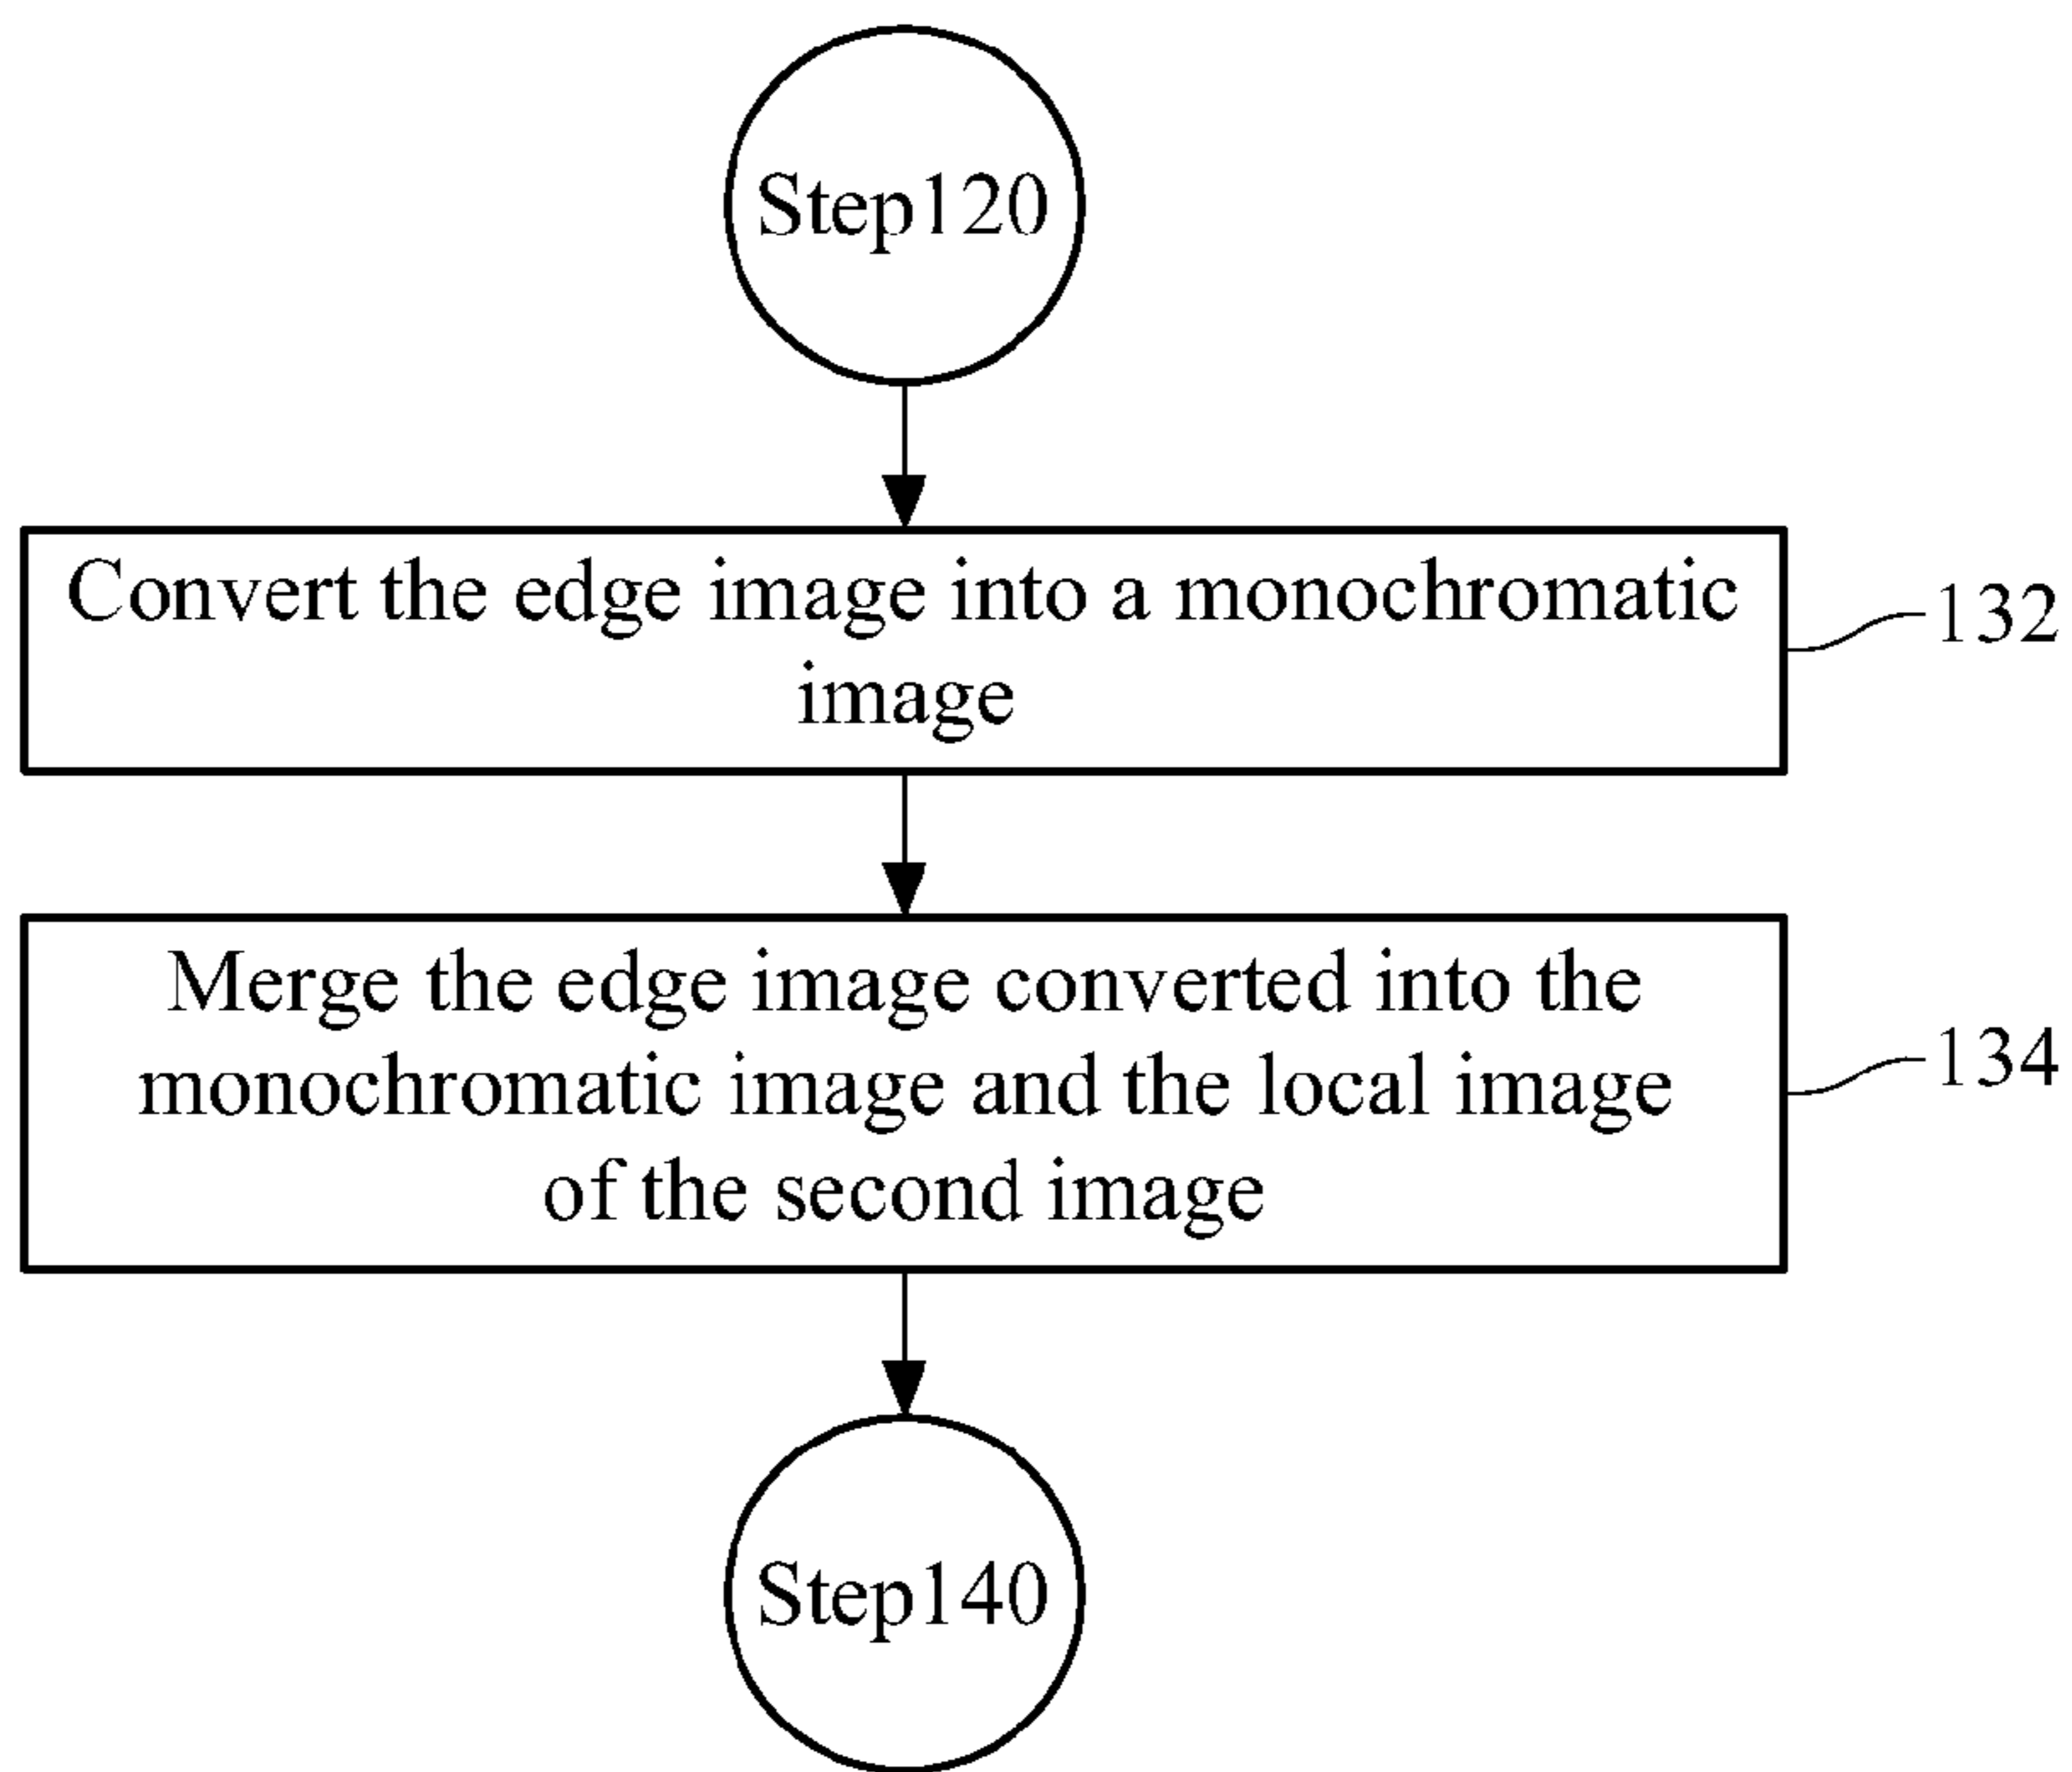 Step120
Convert the edge image into a monochromatic
image
132
Merge the edge image converted into the
monochromatic image and the local image
of the second image
134
Step140